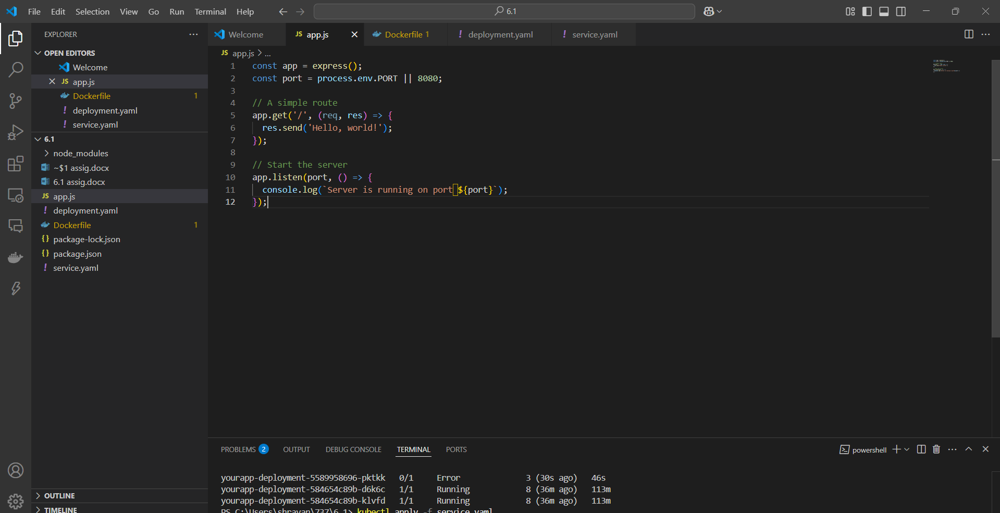 File Edit Selection View Go Run Terminal Help
6.1
EXPLORER
OPEN EDITORS
Welcome
JS app.js
Dockerfile 1
! deployment.yaml
! service.yaml
6.1
node_modules
~$1 assig.docx
6.1 assig.docx
JS app.js
! deployment.yaml
Dockerfile 1
{} package-lock.json
{} package.json
! service.yaml
OUTLINE
TIMELINE
Welcome JS app.js Dockerfile 1 ! deployment.yaml ! service.yaml
JS app.js > ...
1 const app = express();
2 const port = process.env.PORT || 8080;
3
4 // A simple route
5 app.get('/', (req, res) => {
6 res.send('Hello, world!');
7 });
8
9 // Start the server
10 app.listen(port, () => {
11 console.log(`Server is running on port ${port}`);
12 });
PROBLEMS 2 OUTPUT DEBUG CONSOLE TERMINAL PORTS powershell
yourapp-deployment-5589958696-pktkk 0/1 Error 3 (30s ago) 46s
yourapp-deployment-584654c89b-d6k6c 1/1 Running 8 (36m ago) 113m
yourapp-deployment-584654c89b-klvfd 1/1 Running 8 (36m ago) 113m
PS C:\Users\shravan\737\6.1> kubectl apply -f service.yaml